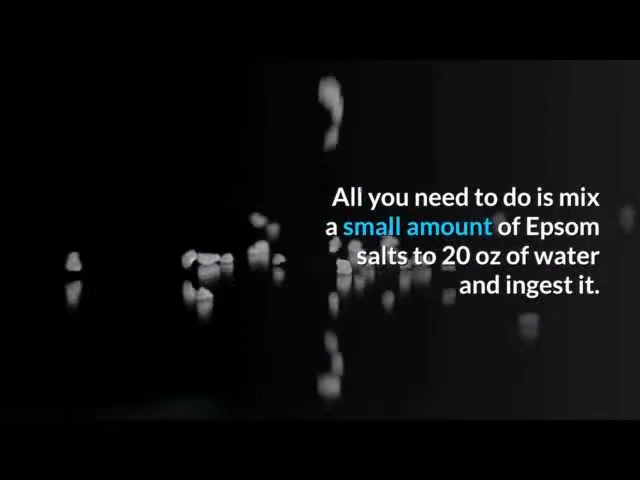 All you need to do is mix
a small amount of Epsom
salts to 20 oz of water
and ingest it.